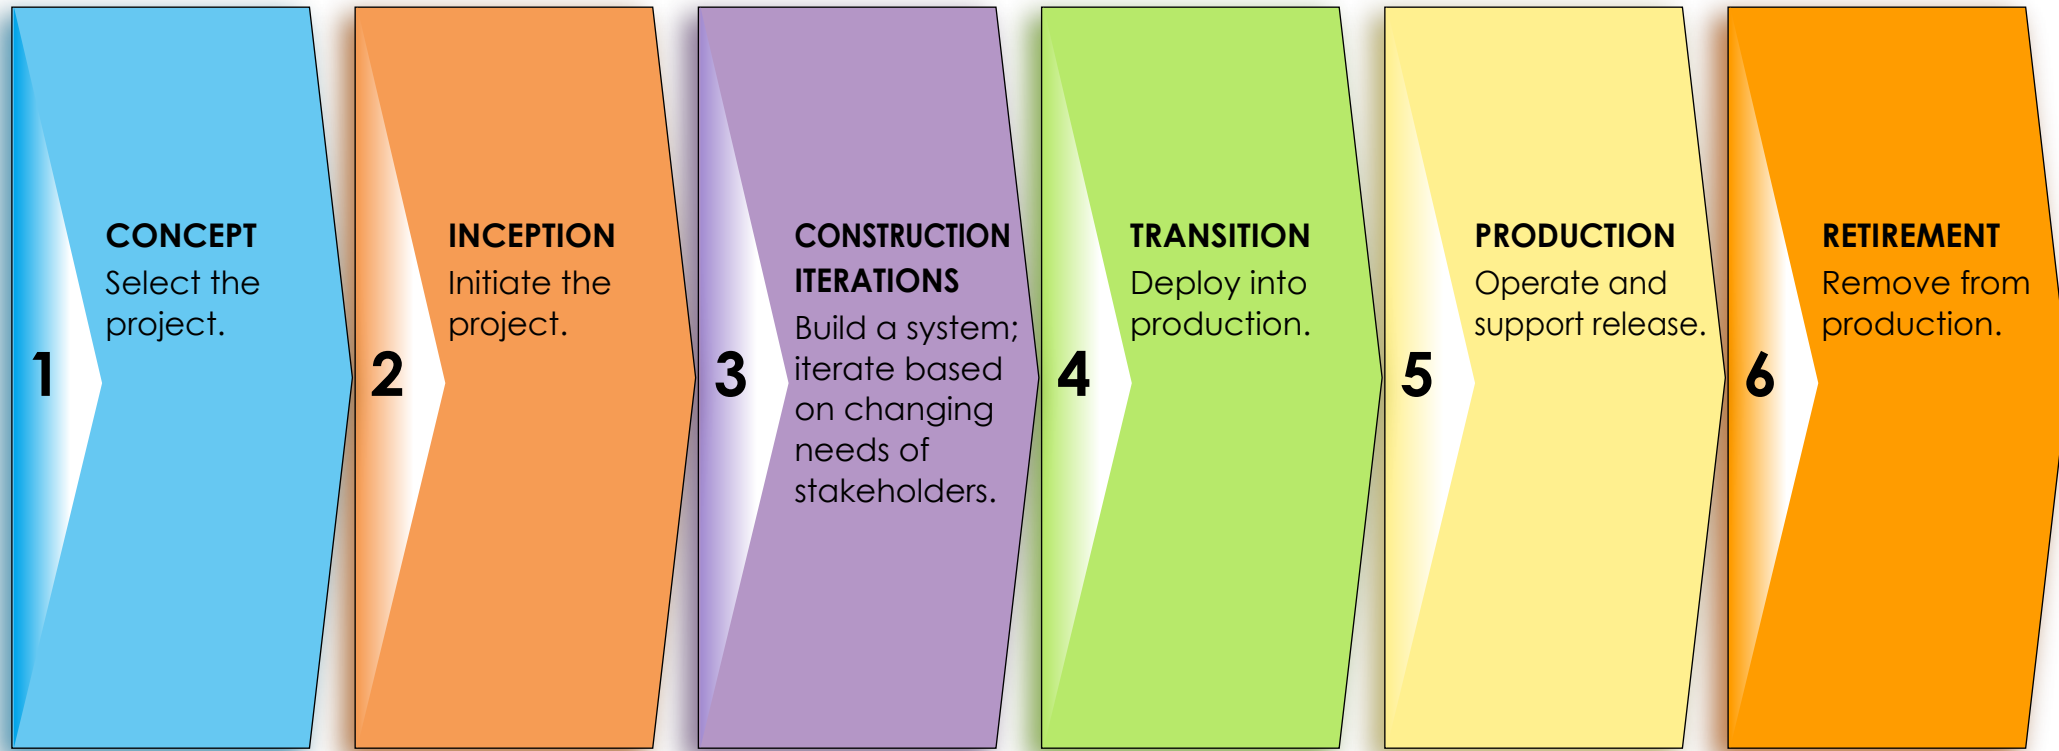 1
CONCEPT
Select the
project.
2
INCEPTION
Initiate the
project.
3
CONSTRUCTION
ITERATIONS
Build a system;
iterate based
on changing
needs of
stakeholders.
4
TRANSITION
Deploy into
production.
5
PRODUCTION
Operate and
support release.
6
RETIREMENT
Remove from
production.